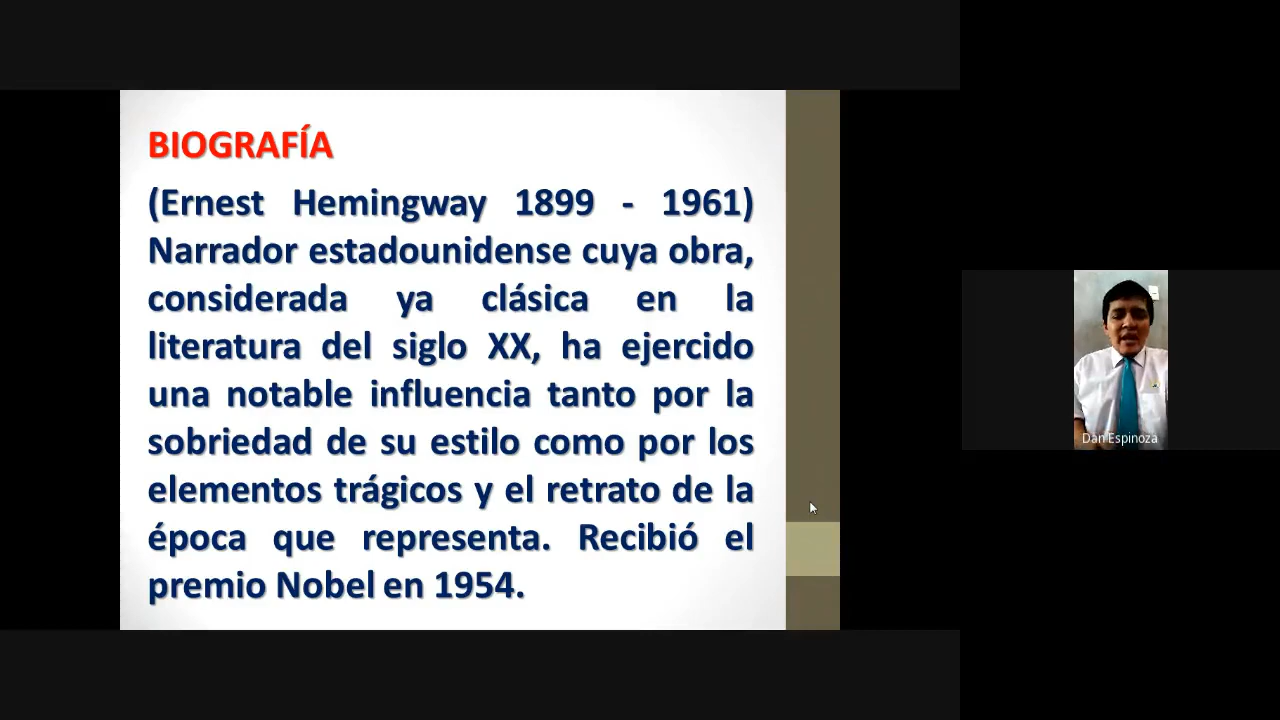 BIOGRAFÍA
(Ernest Hemingway 1899 - 1961)
Narrador estadounidense cuya obra,
considerada ya clásica en la
literatura del siglo XX, ha ejercido
una notable influencia tanto por la
sobriedad de su estilo como por los
elementos trágicos y el retrato de la
época que representa. Recibió el
premio Nobel en 1954.
Dan Espinoza